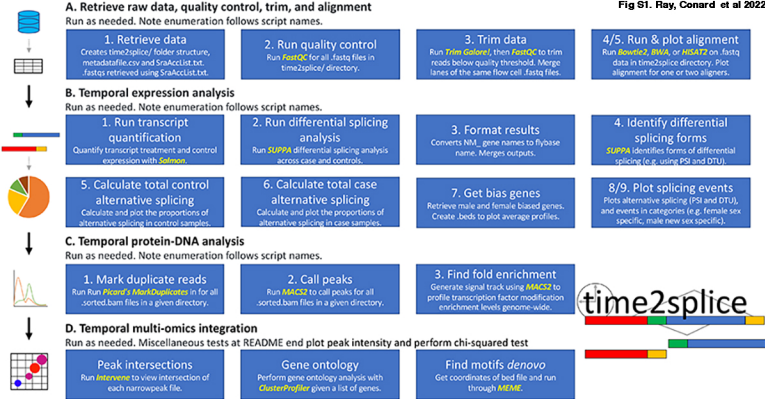 Fig S1. Ray, Conard et al 2022
A. Retrieve raw data, quality control, trim, and alignment
Run as needed. Note enumeration follows script names.
1. Retrieve data
Creates time2splice/ folder structure,
metadatafile.csv and SraAccList.txt.
.fastqs retrieved using SraAccList.txt.
2. Run quality control
Run FastQC for all .fastq files in
time2splice/ directory.
3. Trim data
Run Trim Galore!, then FastQC to trim
reads below quality threshold. Merge
lanes of the same flow cell .fastq files.
4/5. Run & plot alignment
Run Bowtie2, BWA, or HISAT2 on .fastq
data in time2splice directory. Plot
alignment for one or two aligners.
B. Temporal expression analysis
Run as needed. Note enumeration follows script names.
1. Run transcript
quantification
Quantify transcript treatment and control
expression with Salmon.
2. Run differential splicing
analysis
Run SUPPA differential splicing analysis
across case and controls.
3. Format results
Converts NM_ gene names to flybase
name. Merges outputs.
4. Identify differential
splicing forms
SUPPA identifies forms of differential
splicing (e.g. using PSI and DTU).
5. Calculate total control
alternative splicing
Calculate and plot the proportions of
alternative splicing in control samples.
6. Calculate total case
alternative splicing
Calculate and plot the proportions of
alternative splicing in case samples.
7. Get bias genes
Retrieve male and female biased genes.
Create .beds to plot average profiles.
8/9. Plot splicing events
Plots alternative splicing (PSI and DTU),
and events in categories (e.g. female sex
specific, male new sex specific).
C. Temporal protein-DNA analysis
Run as needed. Note enumeration follows script names.
1. Mark duplicate reads
Run Run Picard's MarkDuplicates in for all
.sorted.bam files in a given directory.
2. Call peaks
Run MACS2 to call peaks for all
.sorted.bam files in a given directory.
3. Find fold enrichment
Generate signal track using MACS2 to
profile transcription factor modification
enrichment levels genome-wide.
time2splice
D. Temporal multi-omics integration
Run as needed. Miscellaneous tests at README end plot peak intensity and perform chi-squared test
Peak intersections
Run Intervene to view intersection of
each narrowpeak file.
Gene ontology
Perform gene ontology analysis with
ClusterProfiler given a list of genes.
Find motifs denovo
Get coordinates of bed file and run
through MEME.